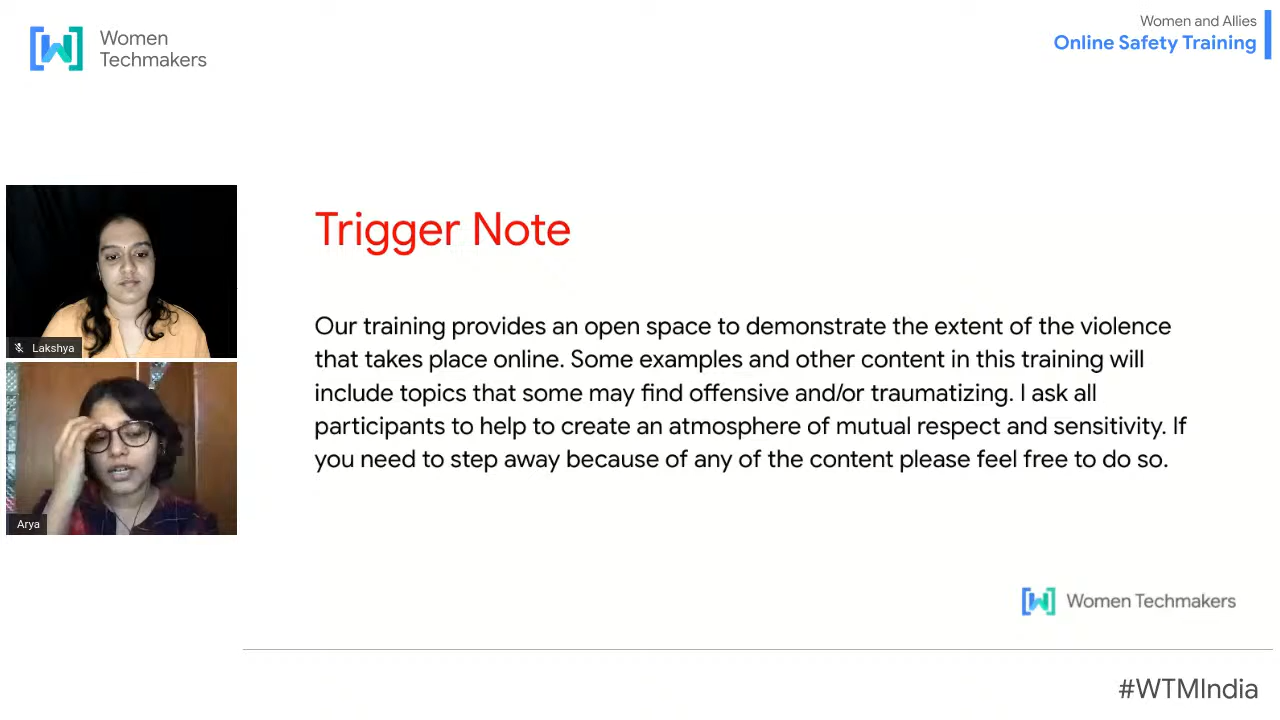 Women
Techmakers
Women and Allies
Online Safety Training
Lakshya
Arya
Trigger Note
Our training provides an open space to demonstrate the extent of the violence
that takes place online. Some examples and other content in this training will
include topics that some may find offensive and/or traumatizing. I ask all
participants to help to create an atmosphere of mutual respect and sensitivity. If
you need to step away because of any of the content please feel free to do so.
Women Techmakers
#WTMIndia